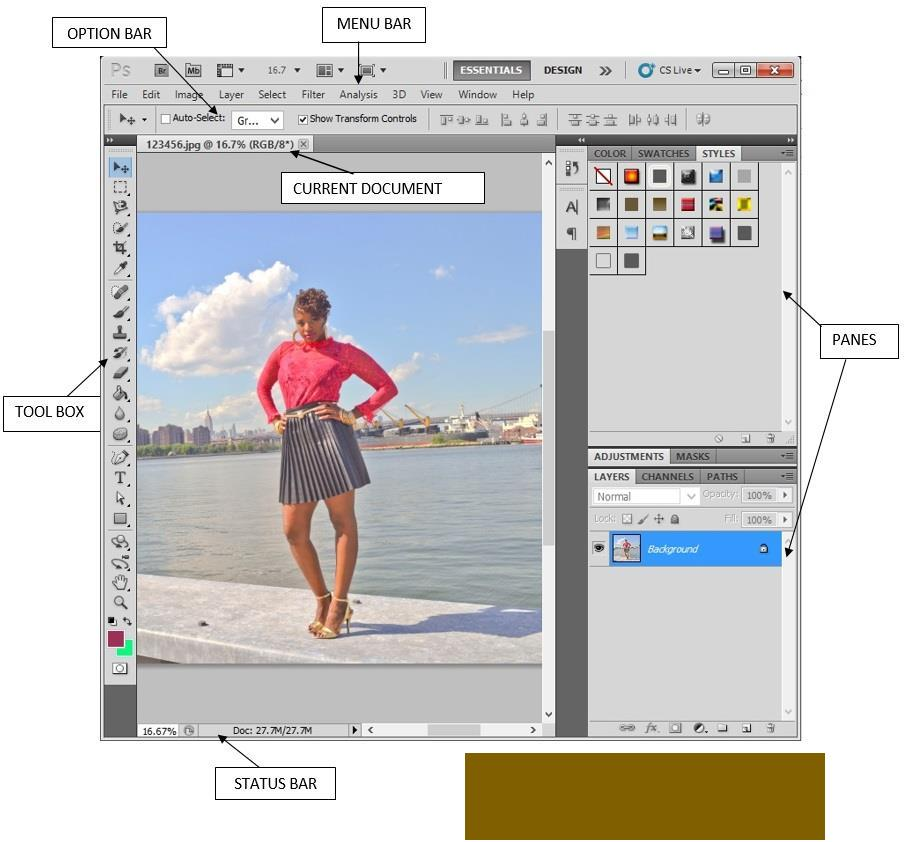 MENU BAR
OPTION BAR
Ps Br Mb 16.7 ESSENTIALS DESIGN CS Live
File Edit Image Layer Select Filter Analysis 3D View Window Help
Auto-Select: Gr... Show Transform Controls
123456.jpg @ 16.7% (RGB/8*)
CURRENT DOCUMENT
COLOR SWATCHES STYLES
A
PANES
TOOL BOX
T
ADJUSTMENTS MASKS
LAYERS CHANNELS PATHS
Normal Opacity: 100%
Lock: Fill: 100%
Background
fx.
16.67% Doc: 27.7M/27.7M
STATUS BAR